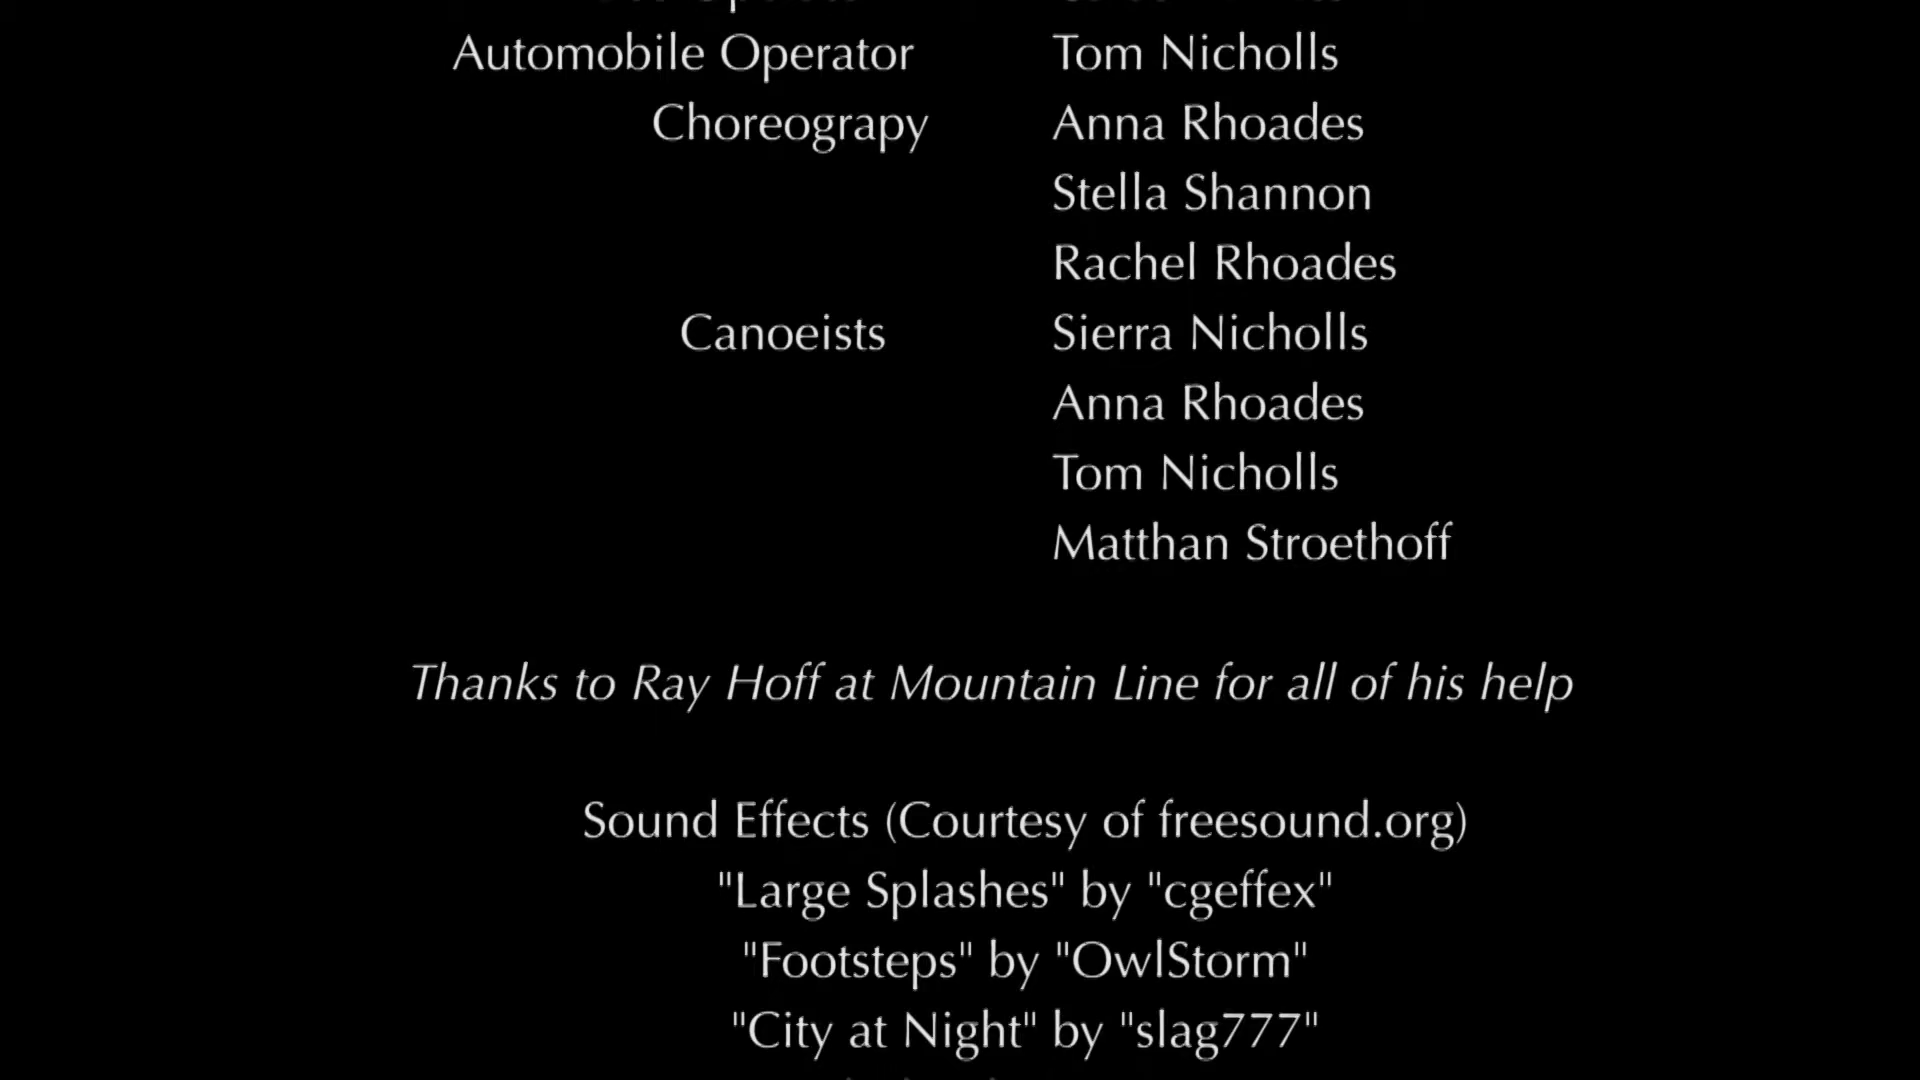 Automobile Operator Tom Nicholls
Choreograpy Anna Rhoades
Stella Shannon
Rachel Rhoades
Canoeists Sierra Nicholls
Anna Rhoades
Tom Nicholls
Matthan Stroethoff
Thanks to Ray Hoff at Mountain Line for all of his help
Sound Effects (Courtesy of freesound.org)
"Large Splashes" by "cgeffex"
"Footsteps" by "OwlStorm"
"City at Night" by "slag777"